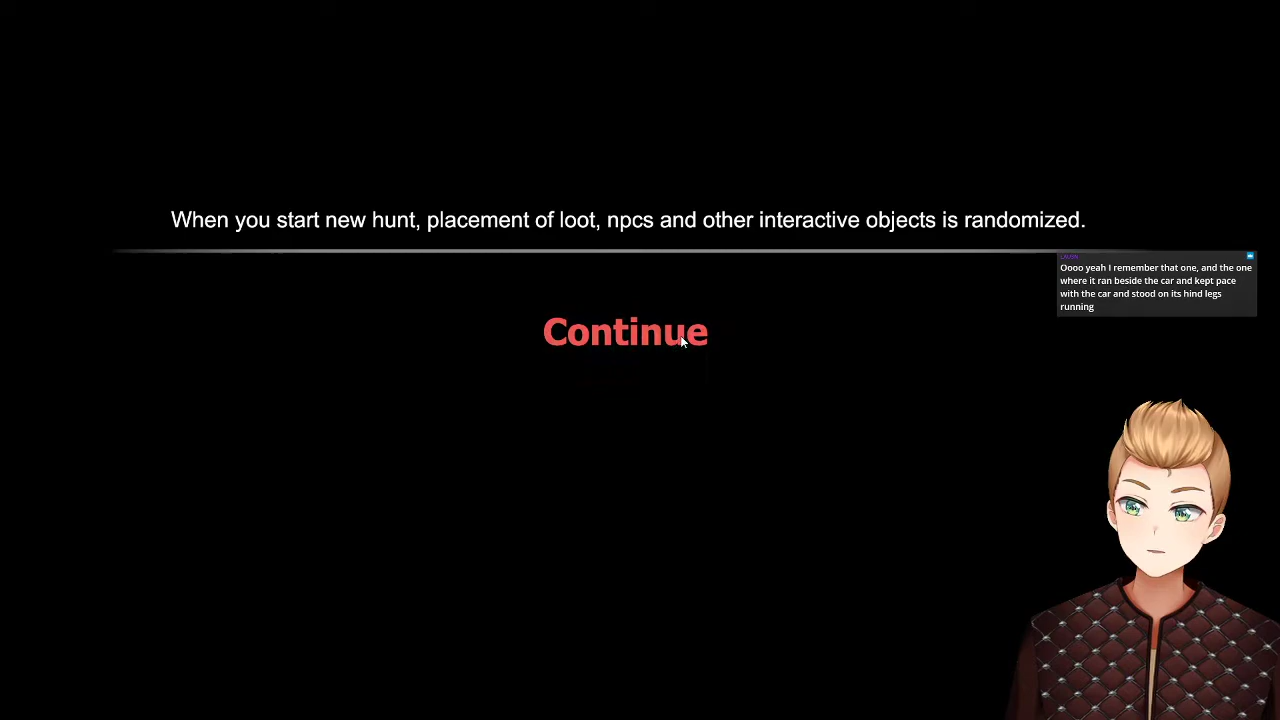 When you start new hunt, placement of loot, npcs and other interactive objects is randomized.
Oooo yeah I remember that one, and the one
where it ran beside the car and kept pace
with the car and stood on its hind legs
running
Continue